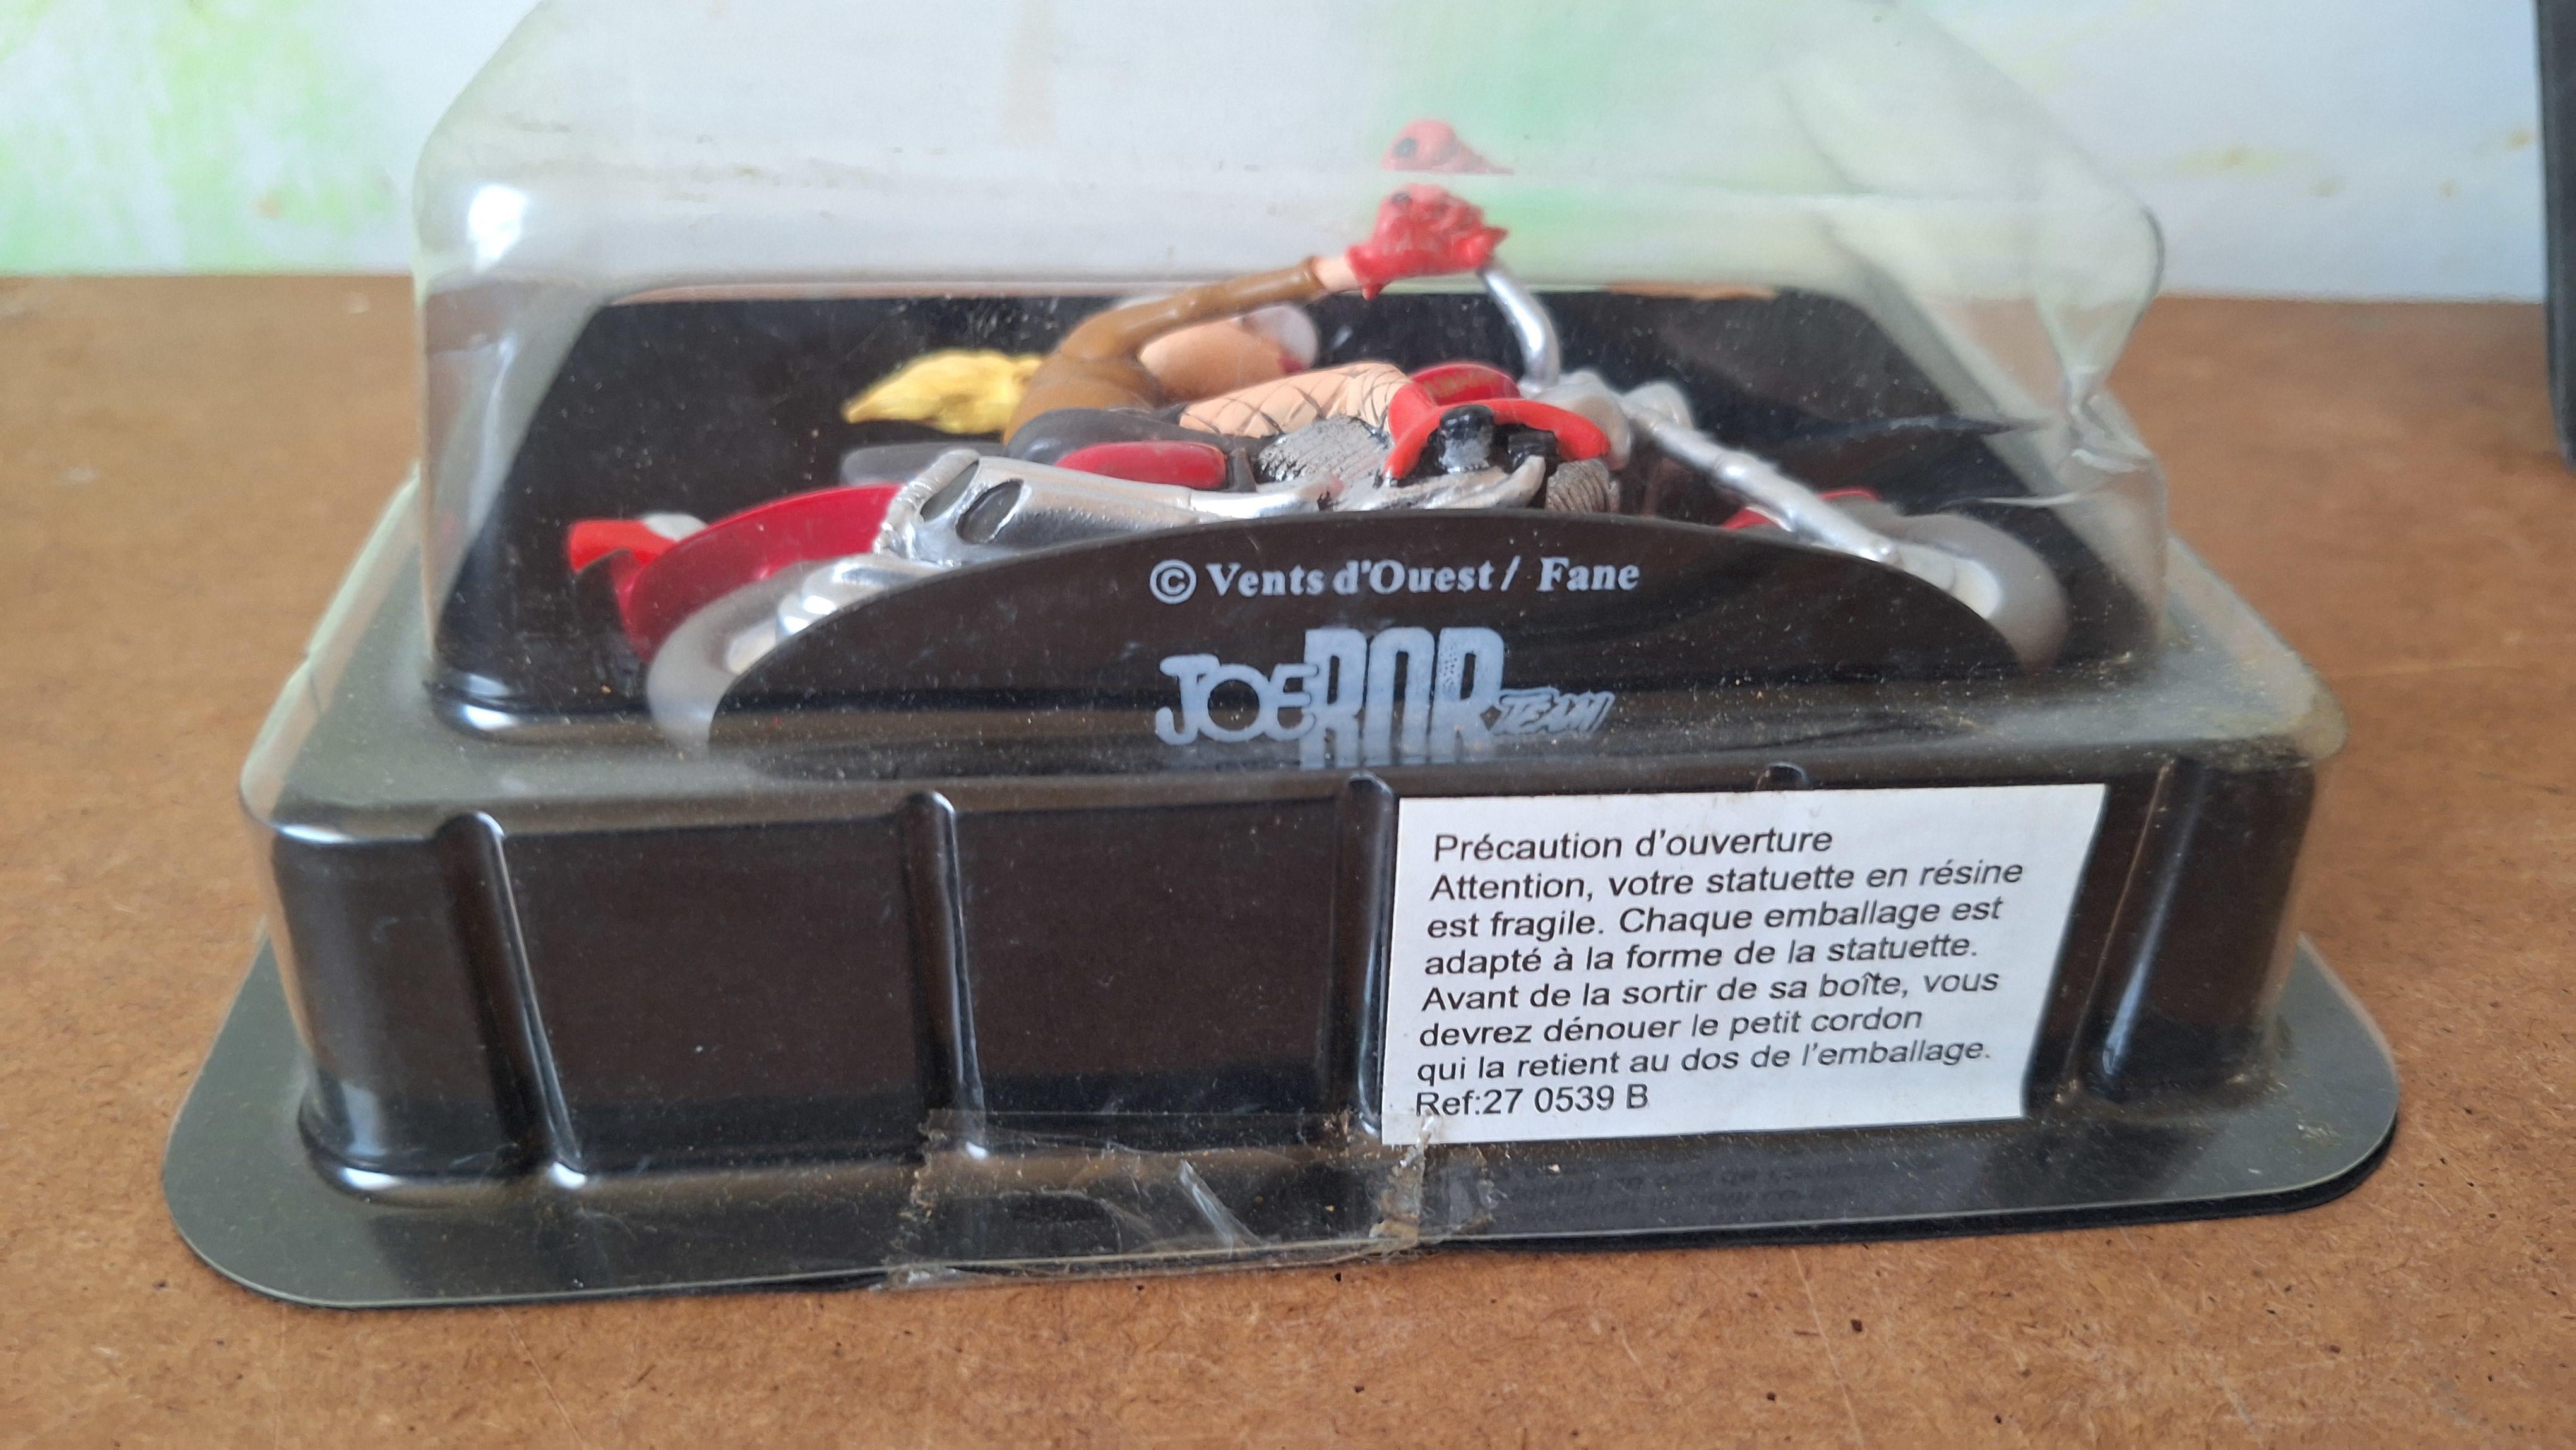 © Vents d'Ouest / Fane
JOE BAR TEAM
Précaution d'ouverture
Attention, votre statuette en résine
est fragile. Chaque emballage est
adapté à la forme de la statuette.
Avant de la sortir de sa boîte, vous
devrez dénouer le petit cordon
qui la retient au dos de l'emballage.
Ref:27 0539 B